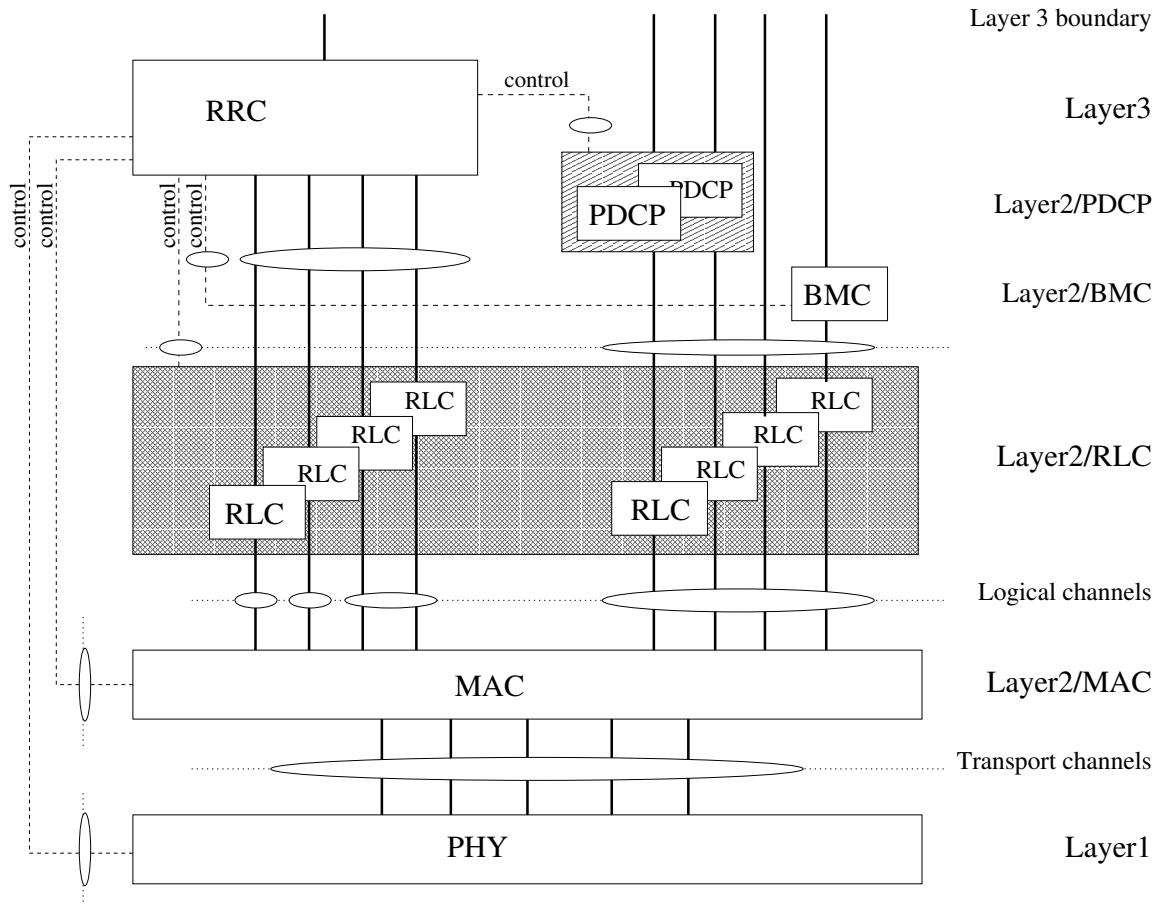 Layer 3 boundary
control
RRC
Layer3
control
control
control
control
PDCP
PDCP
Layer2/PDCP
BMC
Layer2/BMC
RLC
RLC
RLC
RLC
RLC
RLC
RLC
RLC
Layer2/RLC
Logical channels
MAC
Layer2/MAC
Transport channels
PHY
Layer1